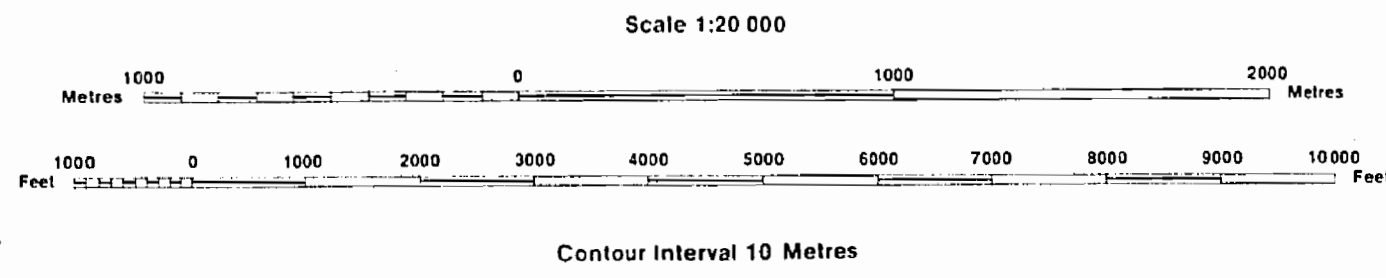 Scale 1:20 000
1000 0 1000 2000
Metres Metres
1000 0 1000 2000 3000 4000 5000 6000 7000 8000 9000 10000
Feet Feet
Contour Interval 10 Metres